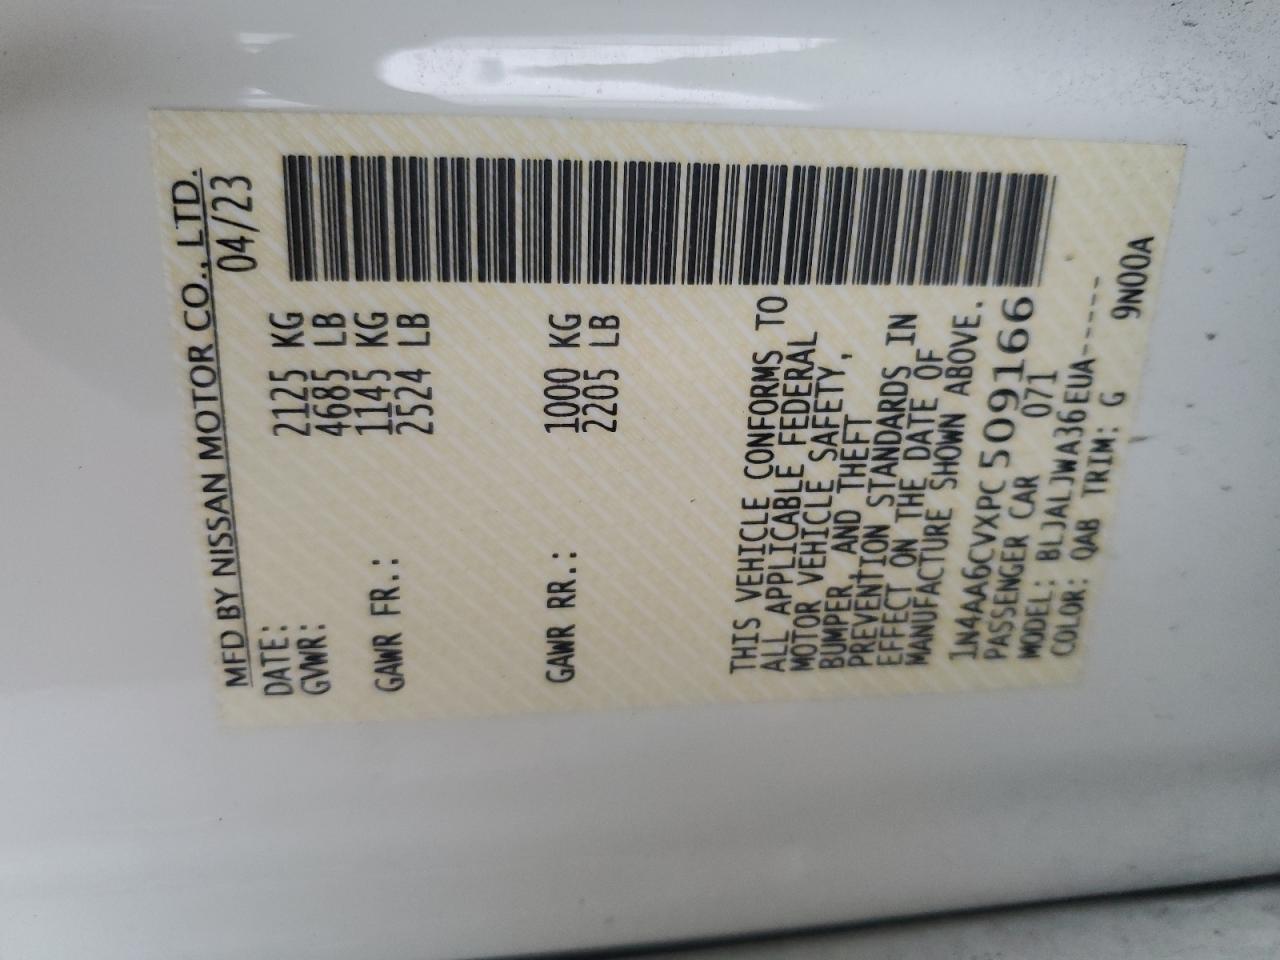 MFD BY NISSAN MOTOR CO., LTD.
DATE: 04/23
GVWR: 2125 KG
4685 LB
GAWR FR.: 1145 KG
2524 LB
GAWR RR.: 1000 KG
2205 LB
THIS VEHICLE CONFORMS TO
ALL APPLICABLE FEDERAL
MOTOR VEHICLE SAFETY,
BUMPER, AND THEFT
PREVENTION STANDARDS IN
EFFECT ON THE DATE OF
MANUFACTURE SHOWN ABOVE.
1N4AA6CVXPC509166
PASSENGER CAR 071
MODEL: BLJALJWA36EUA-----
COLOR: QAB TRIM: G
9N00A